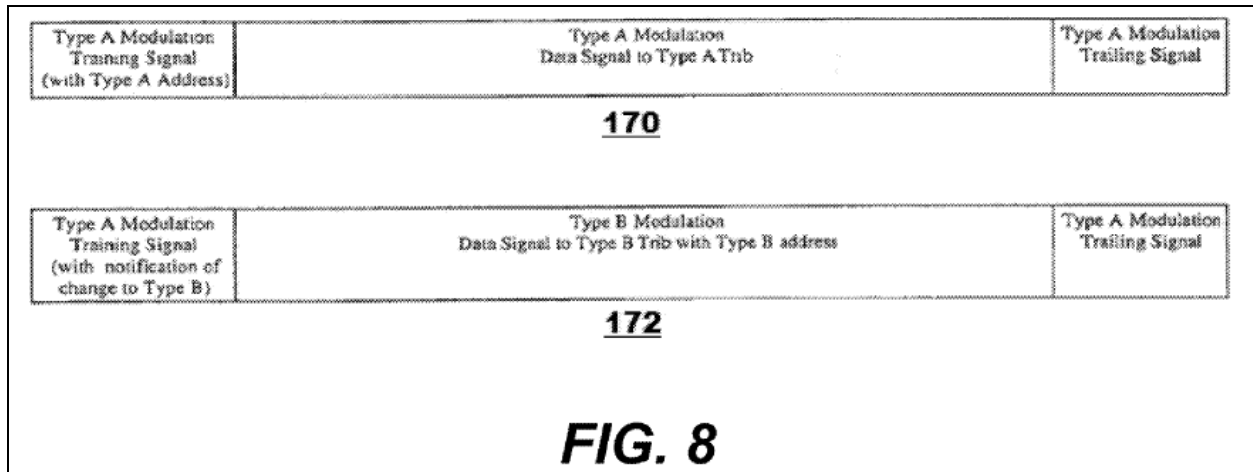 Type A Modulation
Training Signal
(with Type A Address)
Type A Modulation
Data Signal to Type A Trib
Type A Modulation
Trailing Signal
170
Type A Modulation
Training Signal
(with notification of
change to Type B)
Type B Modulation
Data Signal to Type B Trib with Type B address
Type A Modulation
Trailing Signal
172
FIG. 8